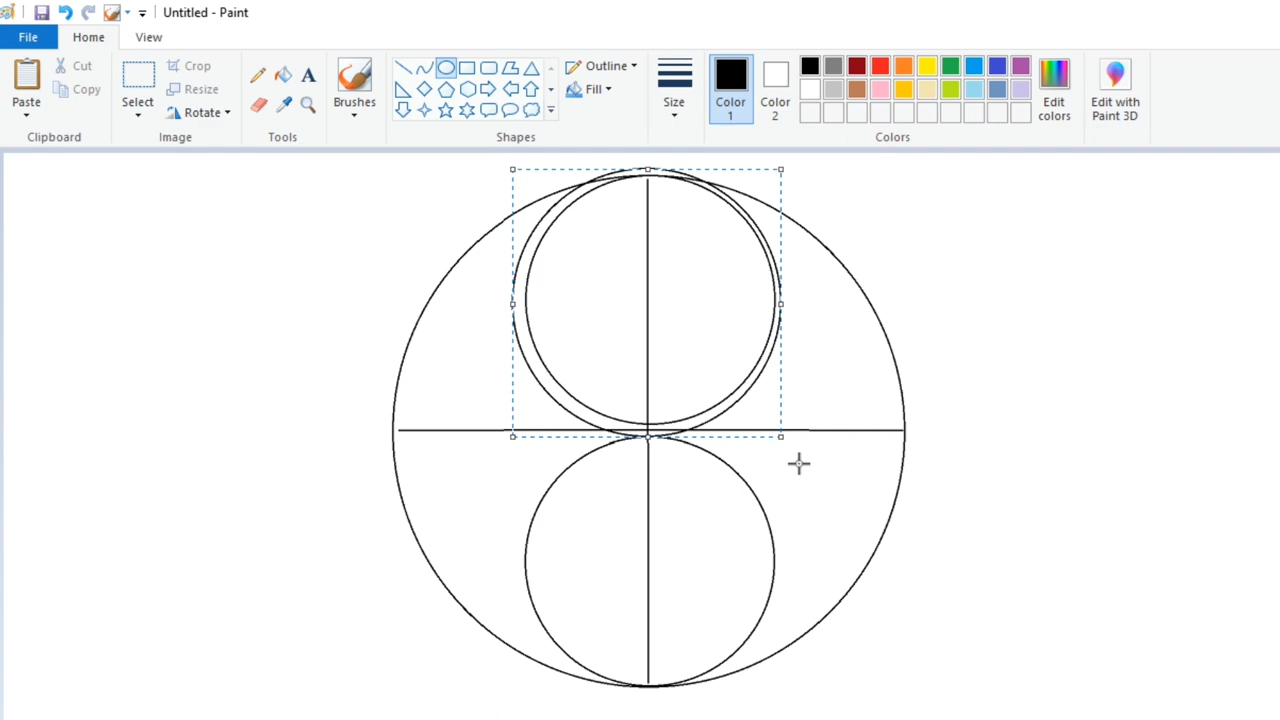 Untitled - Paint
File Home View
Paste
Cut
Copy
Clipboard
Select
Crop
Resize
Rotate
Image
A
Tools
Brushes
Outline
Fill
Shapes
Size
Color
1
Color
2
Edit
colors
Colors
Edit with
Paint 3D